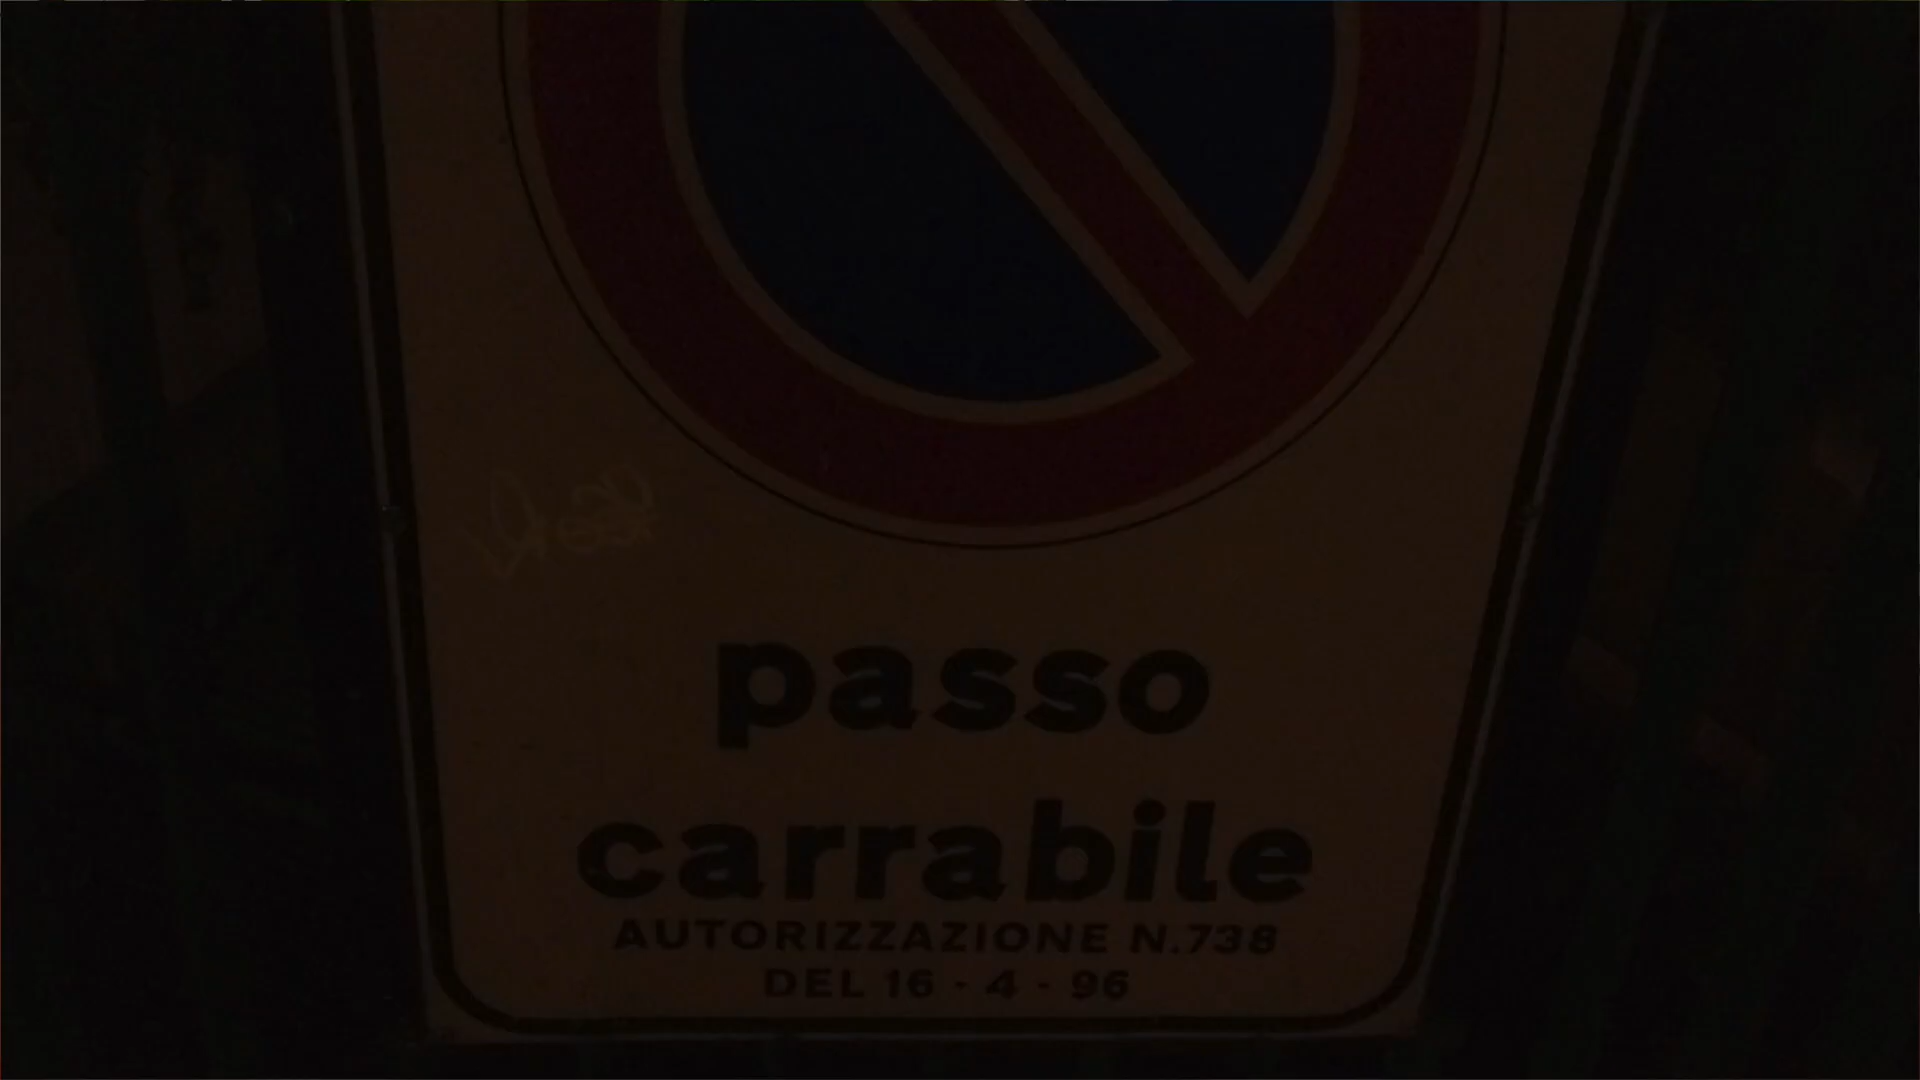 passo
carrabile
AUTORIZZAZIONE N.738
DEL 16 - 4 - 96